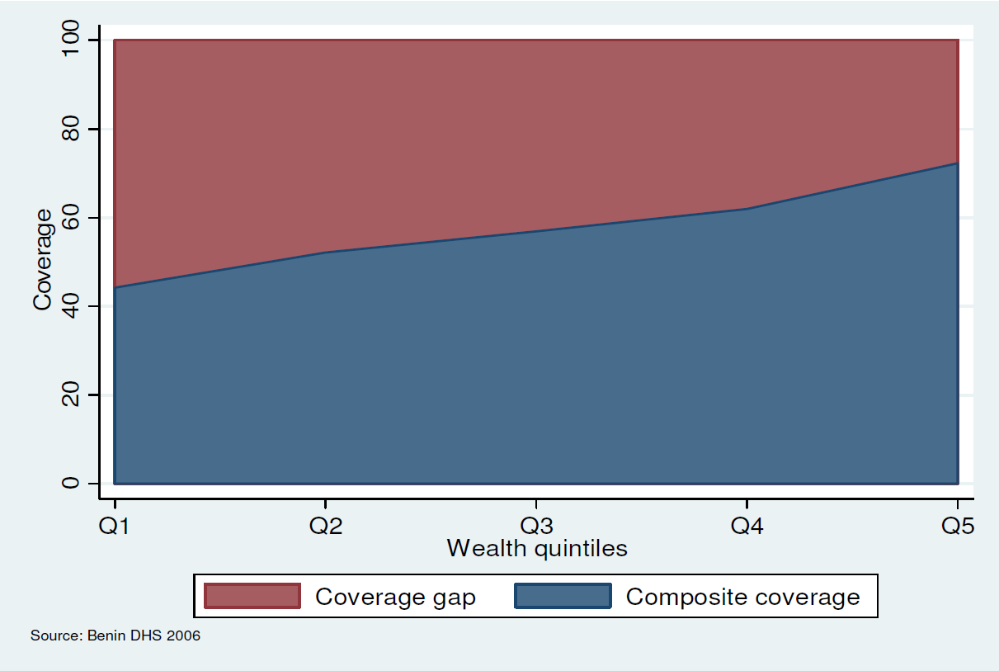 100
80
60
40
20
0
Coverage
Q1 Q2 Q3 Q4 Q5
Wealth quintiles
Coverage gap Composite coverage
Source: Benin DHS 2006